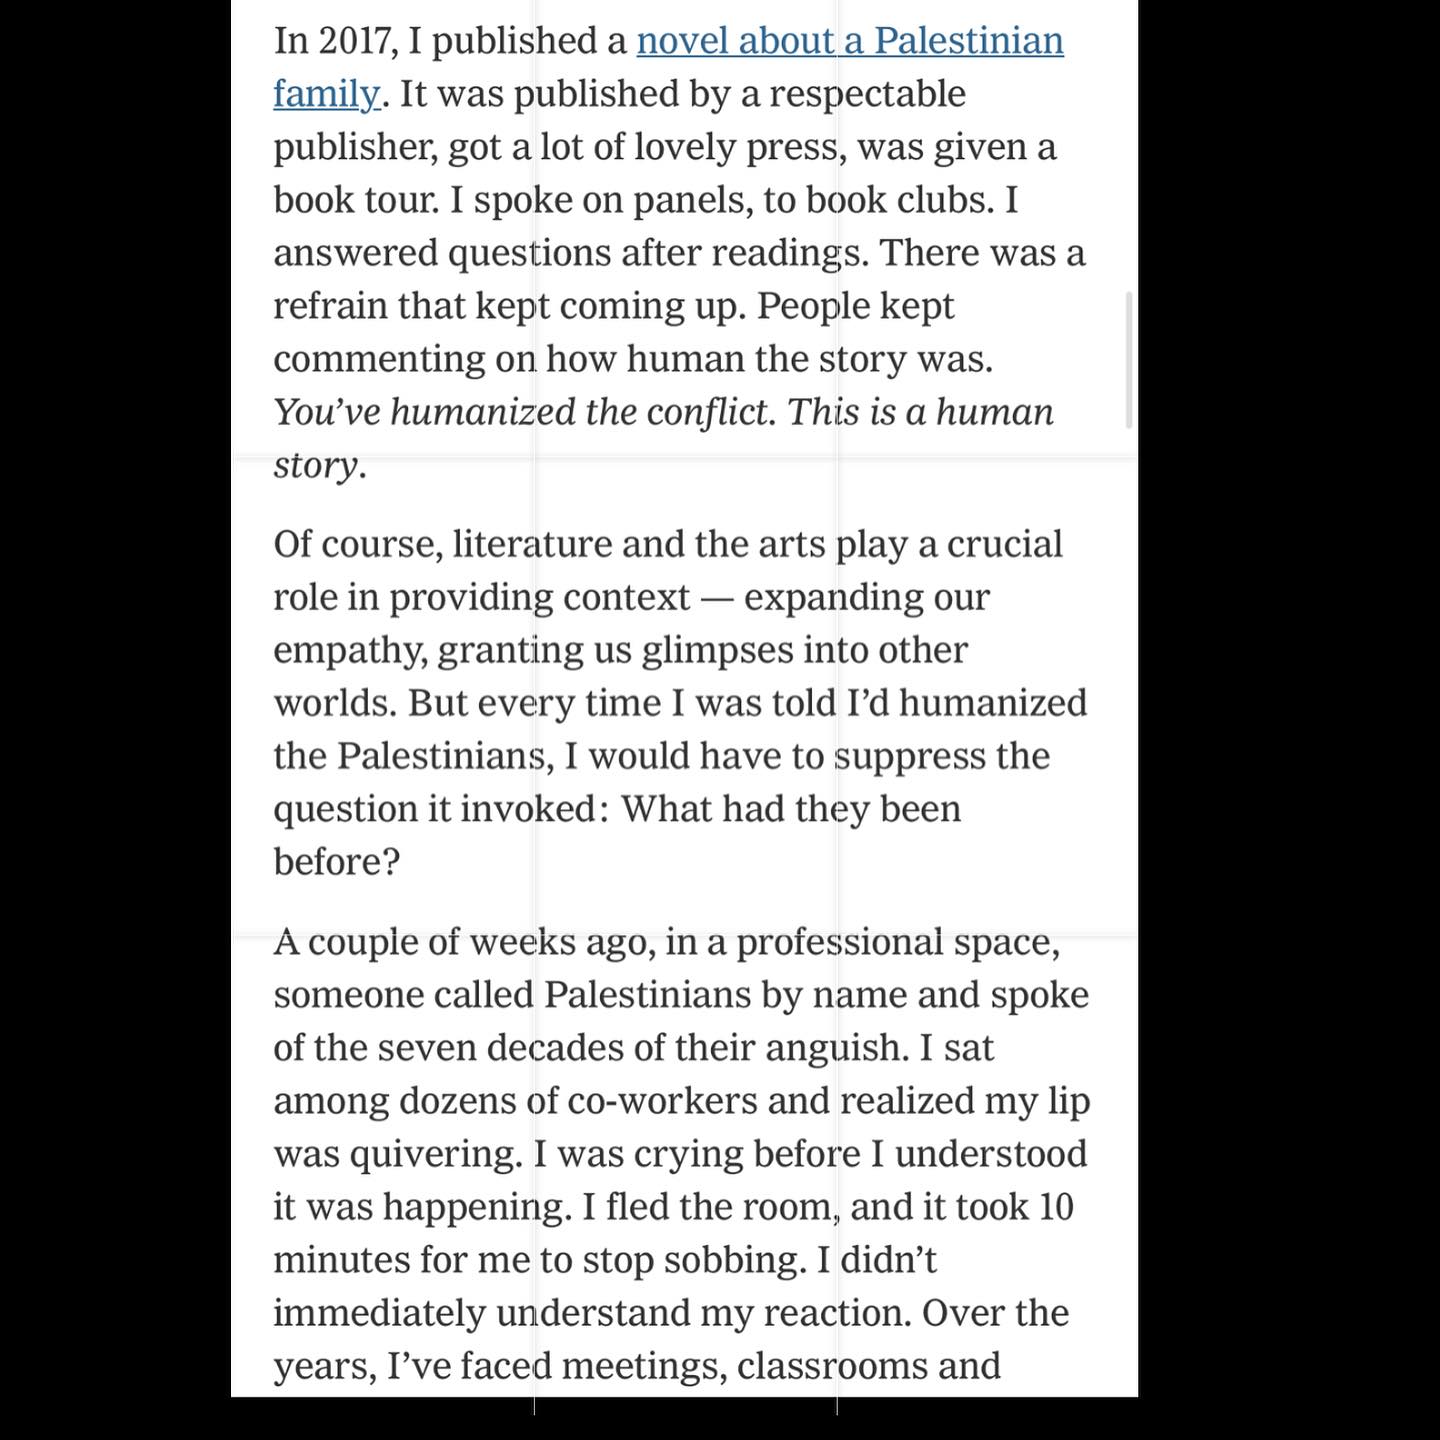 In 2017, I published a novel about a Palestinian
family. It was published by a respectable
publisher, got a lot of lovely press, was given a
book tour. I spoke on panels, to book clubs. I
answered questions after readings. There was a
refrain that kept coming up. People kept
commenting on how human the story was.
You’ve humanized the conflict. This is a human
story.
Of course, literature and the arts play a crucial
role in providing context — expanding our
empathy, granting us glimpses into other
worlds. But every time I was told I’d humanized
the Palestinians, I would have to suppress the
question it invoked: What had they been
before?
A couple of weeks ago, in a professional space,
someone called Palestinians by name and spoke
of the seven decades of their anguish. I sat
among dozens of co-workers and realized my lip
was quivering. I was crying before I understood
it was happening. I fled the room, and it took 10
minutes for me to stop sobbing. I didn’t
immediately understand my reaction. Over the
years, I’ve faced meetings, classrooms and